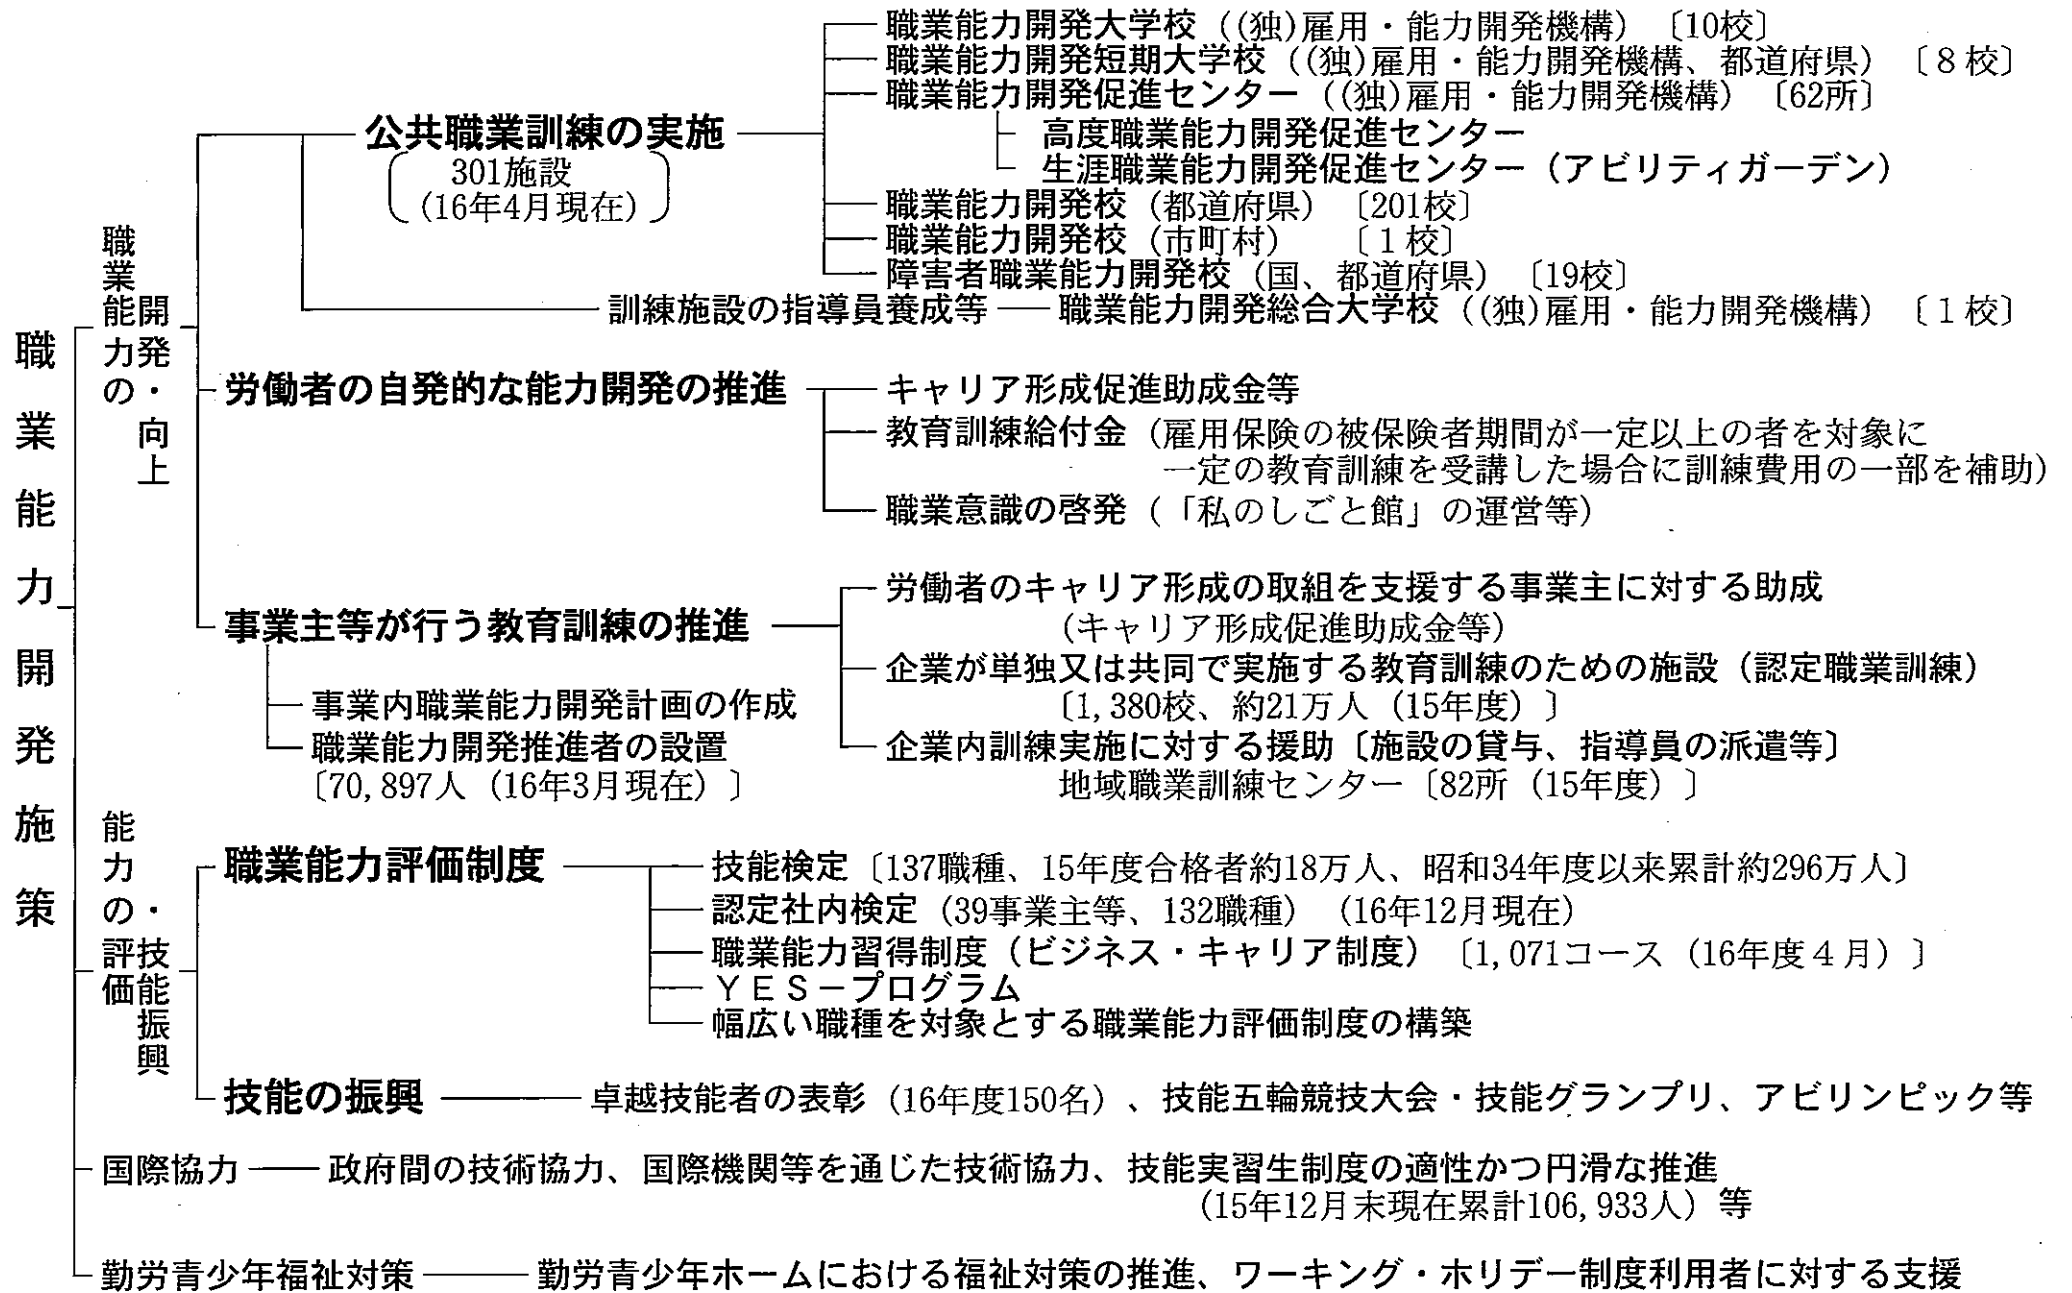 職業能力開発施策
職業能力の
開発・向上
公共職業訓練の実施
301施設
(16年4月現在)
職業能力開発大学校((独)雇用・能力開発機構)〔10校〕
職業能力開発短期大学校((独)雇用・能力開発機構、都道府県)〔8校〕
職業能力開発促進センター((独)雇用・能力開発機構)〔62所〕
高度職業能力開発促進センター
生涯職業能力開発促進センター(アビリティガーデン)
職業能力開発校(都道府県)〔201校〕
職業能力開発校(市町村)〔1校〕
障害者職業能力開発校(国、都道府県)〔19校〕
訓練施設の指導員養成等
職業能力開発総合大学校((独)雇用・能力開発機構)〔1校〕
労働者の自発的な能力開発の推進
キャリア形成促進助成金等
教育訓練給付金(雇用保険の被保険者期間が一定以上の者を対象に
一定の教育訓練を受講した場合に訓練費用の一部を補助)
職業意識の啓発(「私のしごと館」の運営等)
事業主等が行う教育訓練の推進
事業内職業能力開発計画の作成
職業能力開発推進者の設置
〔70,897人(16年3月現在)〕
労働者のキャリア形成の取組を支援する事業主に対する助成
(キャリア形成促進助成金等)
企業が単独又は共同で実施する教育訓練のための施設(認定職業訓練)
〔1,380校、約21万人(15年度)〕
企業内訓練実施に対する援助〔施設の貸与、指導員の派遣等〕
地域職業訓練センター〔82所(15年度)〕
能力の評価
・技能振興
職業能力評価制度
技能検定〔137職種、15年度合格者約18万人、昭和34年度以来累計約296万人〕
認定社内検定(39事業主等、132職種)(16年12月現在)
職業能力習得制度(ビジネス・キャリア制度)〔1,071コース(16年度4月)〕
YES-プログラム
幅広い職種を対象とする職業能力評価制度の構築
技能の振興
卓越技能者の表彰(16年度150名)、技能五輪競技大会・技能グランプリ、アビリンピック等
国際協力
政府間の技術協力、国際機関等を通じた技術協力、技能実習生制度の適性かつ円滑な推進
(15年12月末現在累計106,933人)等
勤労青少年福祉対策
勤労青少年ホームにおける福祉対策の推進、ワーキング・ホリデー制度利用者に対する支援